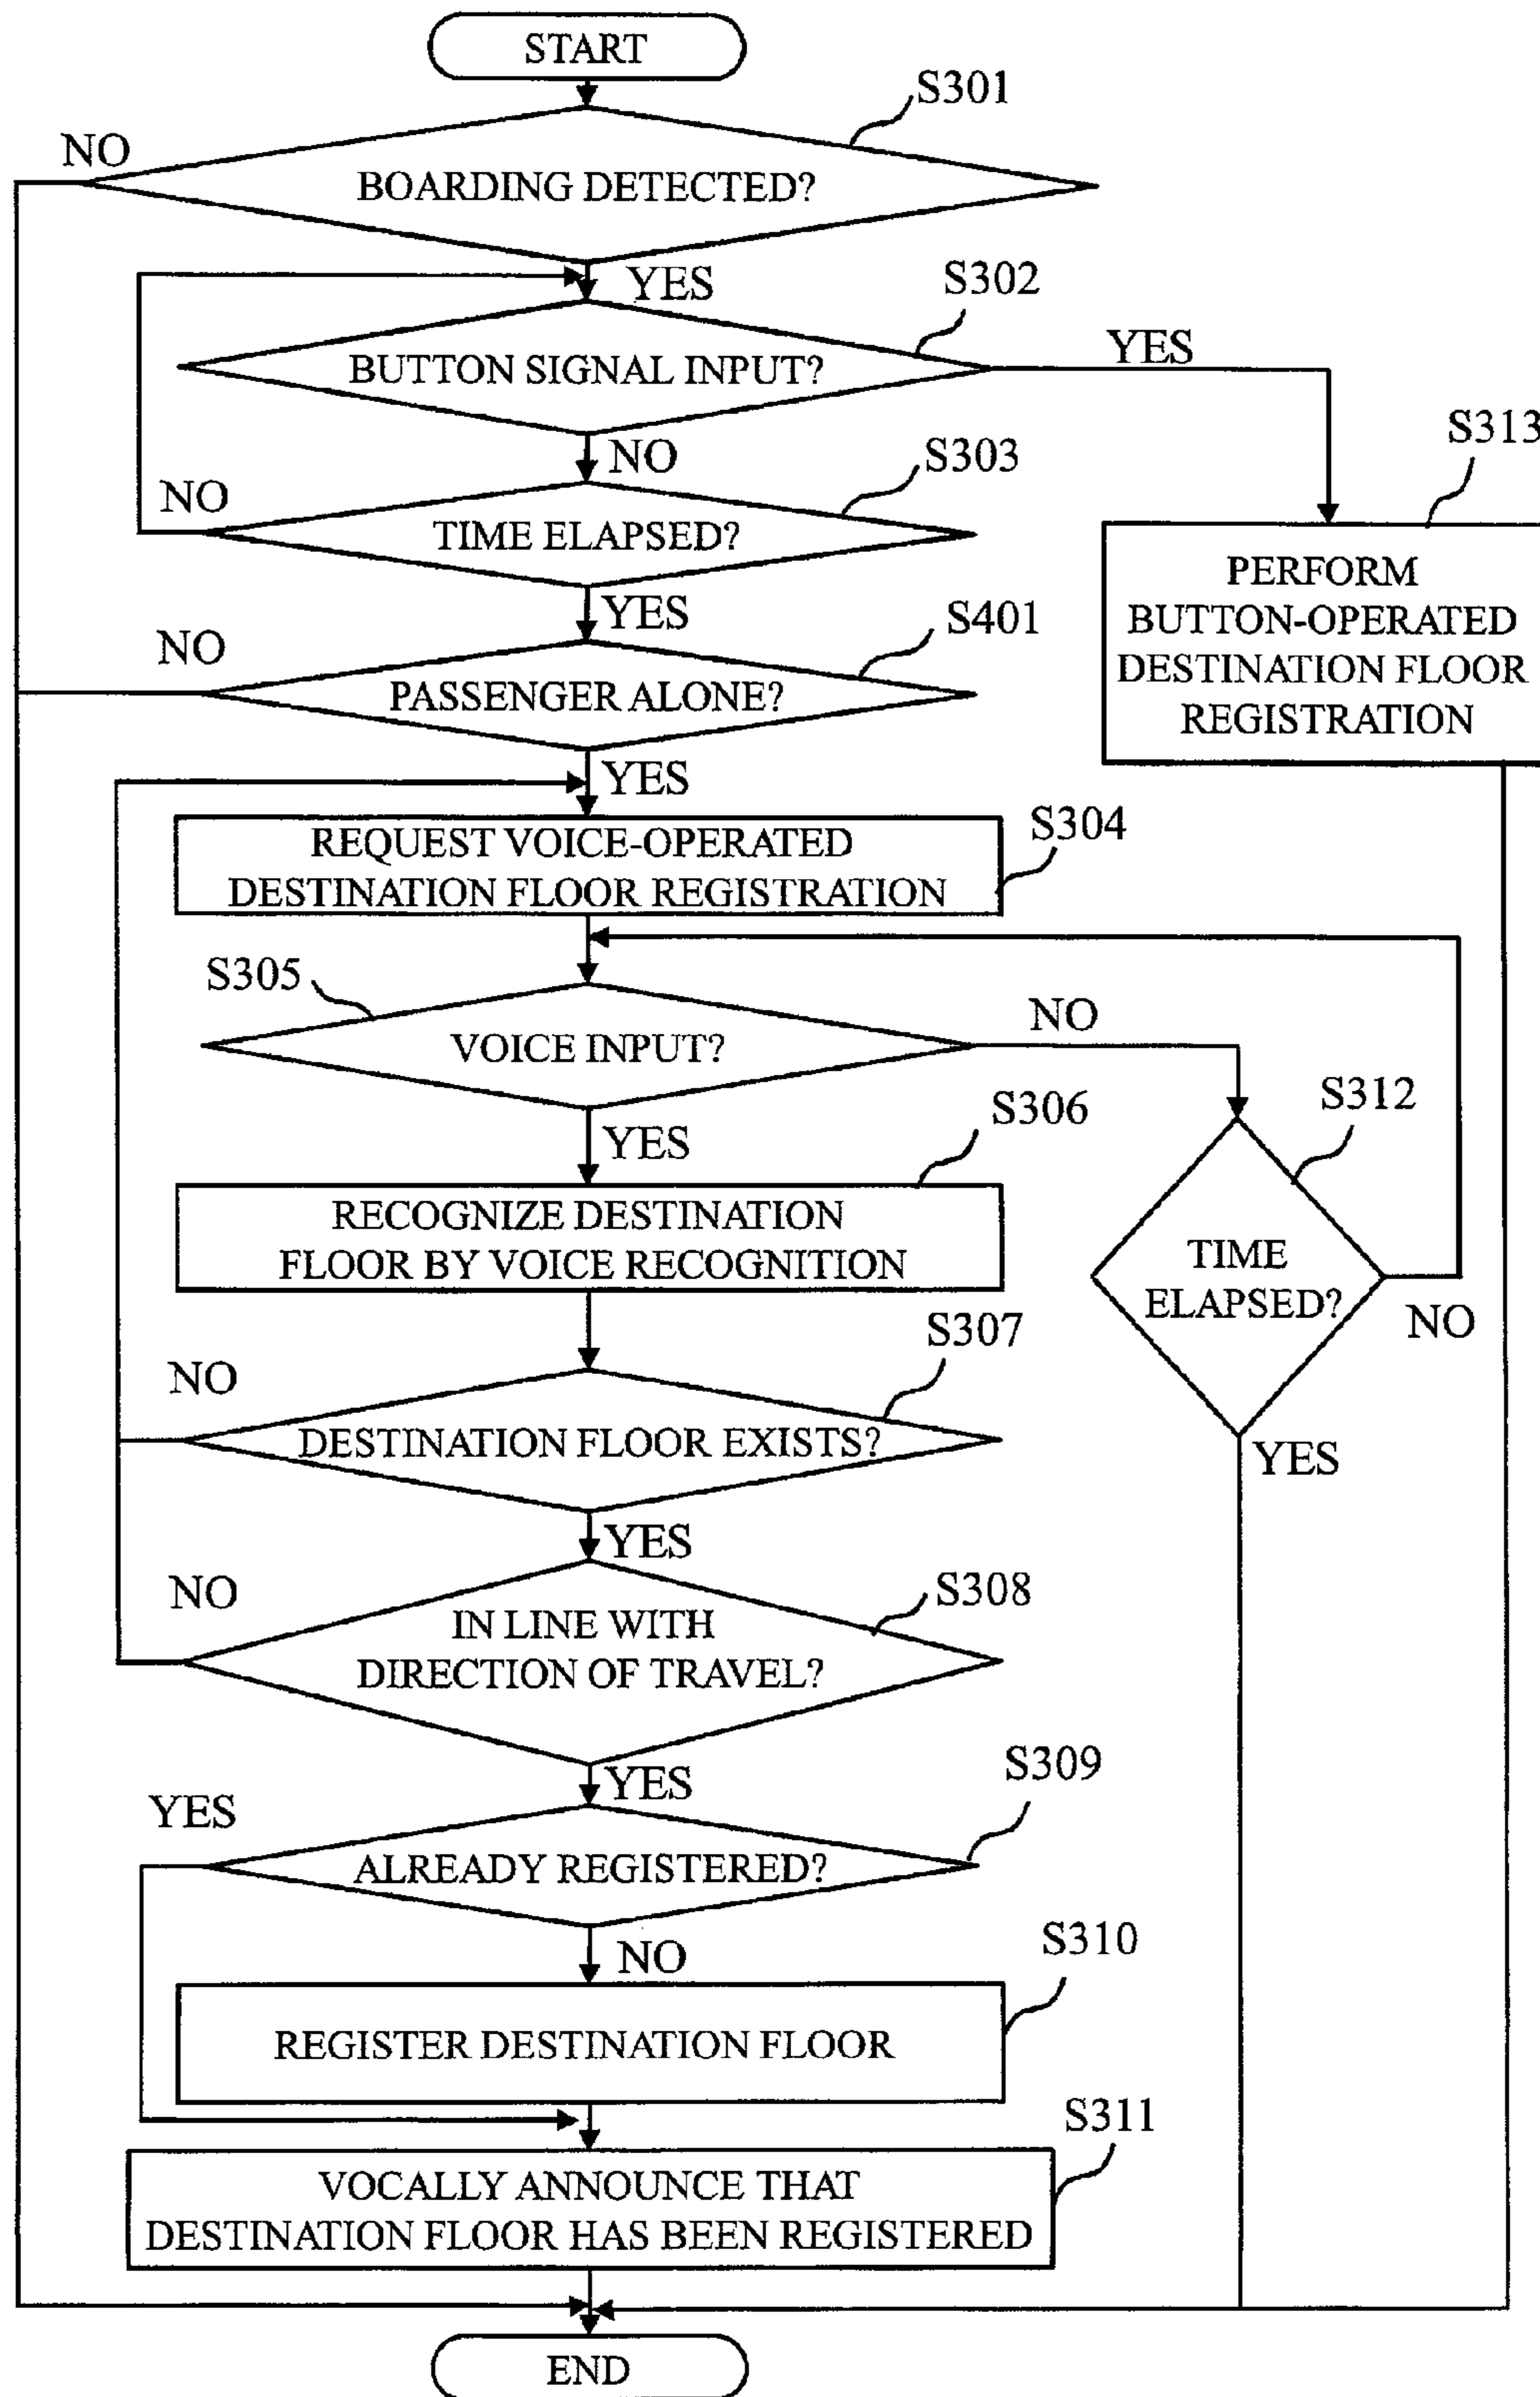 START
S301
NO
BOARDING DETECTED?
YES
S302
BUTTON SIGNAL INPUT?
YES
S313
NO
S303
NO
TIME ELAPSED?
PERFORM
BUTTON-OPERATED
DESTINATION FLOOR
REGISTRATION
YES
S401
NO
PASSENGER ALONE?
YES
S304
REQUEST VOICE-OPERATED
DESTINATION FLOOR REGISTRATION
S305
NO
VOICE INPUT?
S312
S306
YES
RECOGNIZE DESTINATION
FLOOR BY VOICE RECOGNITION
TIME
ELAPSED?
NO
S307
NO
DESTINATION FLOOR EXISTS?
YES
YES
S308
NO
IN LINE WITH
DIRECTION OF TRAVEL?
S309
YES
YES
ALREADY REGISTERED?
S310
NO
REGISTER DESTINATION FLOOR
S311
VOCALLY ANNOUNCE THAT
DESTINATION FLOOR HAS BEEN REGISTERED
END